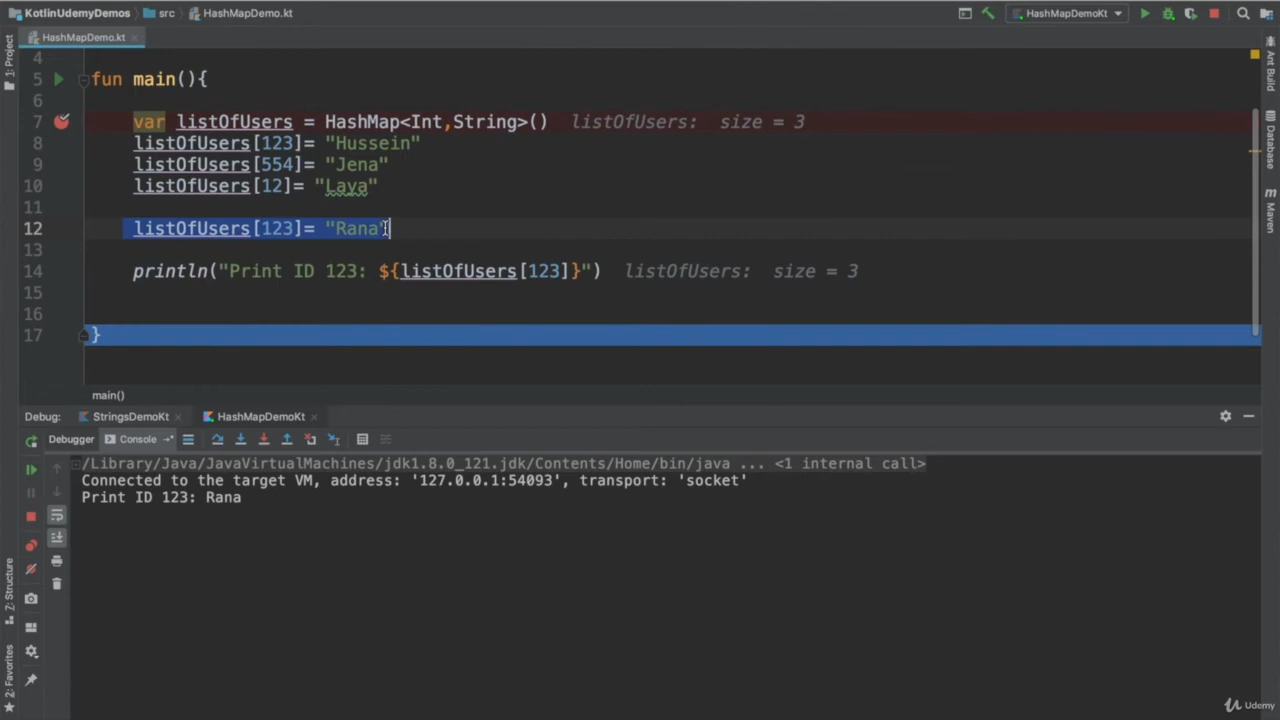 KotlinUdemyDemos src HashMapDemo.kt HashMapDemoKt
HashMapDemo.kt
4
5 fun main(){
6
7 var listOfUsers = HashMap<Int,String>() listOfUsers: size = 3
8 listOfUsers[123]= "Hussein"
9 listOfUsers[554]= "Jena"
10 listOfUsers[12]= "Laya"
11
12 listOfUsers[123]= "Rana"
13
14 println("Print ID 123: ${listOfUsers[123]}") listOfUsers: size = 3
15
16
17 }
main()
Debug: StringsDemoKt HashMapDemoKt
Debugger Console
/Library/Java/JavaVirtualMachines/jdk1.8.0_121.jdk/Contents/Home/bin/java ... <1 internal call>
Connected to the target VM, address: '127.0.0.1:54093', transport: 'socket'
Print ID 123: Rana
1: Project
Z: Structure
2: Favorites
Ant Build
Database
m Maven
Udemy